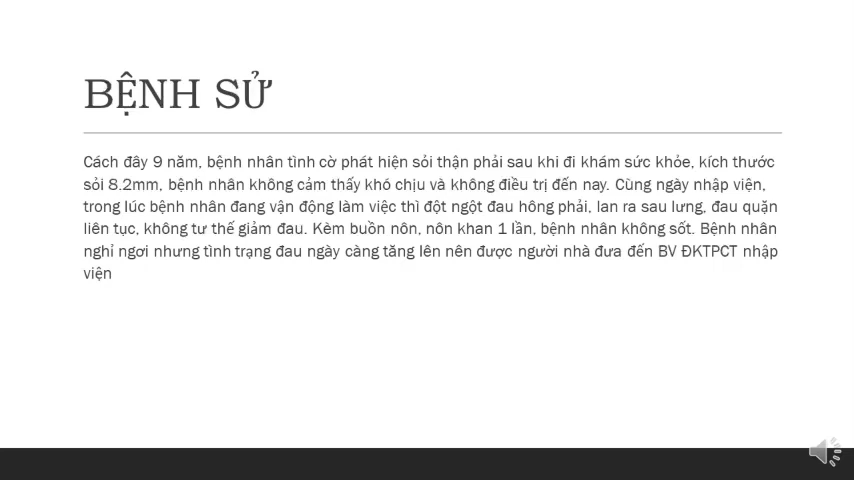 BỆNH SỬ
Cách đây 9 năm, bệnh nhân tình cờ phát hiện sỏi thận phải sau khi đi khám sức khỏe, kích thước
sỏi 8.2mm, bệnh nhân không cảm thấy khó chịu và không điều trị đến nay. Cùng ngày nhập viện,
trong lúc bệnh nhân đang vận động làm việc thì đột ngột đau hông phải, lan ra sau lưng, đau quặn
liên tục, không tư thế giảm đau. Kèm buồn nôn, nôn khan 1 lần, bệnh nhân không sốt. Bệnh nhân
nghỉ ngơi nhưng tình trạng đau ngày càng tăng lên nên được người nhà đưa đến BV ĐKTPCT nhập
viện